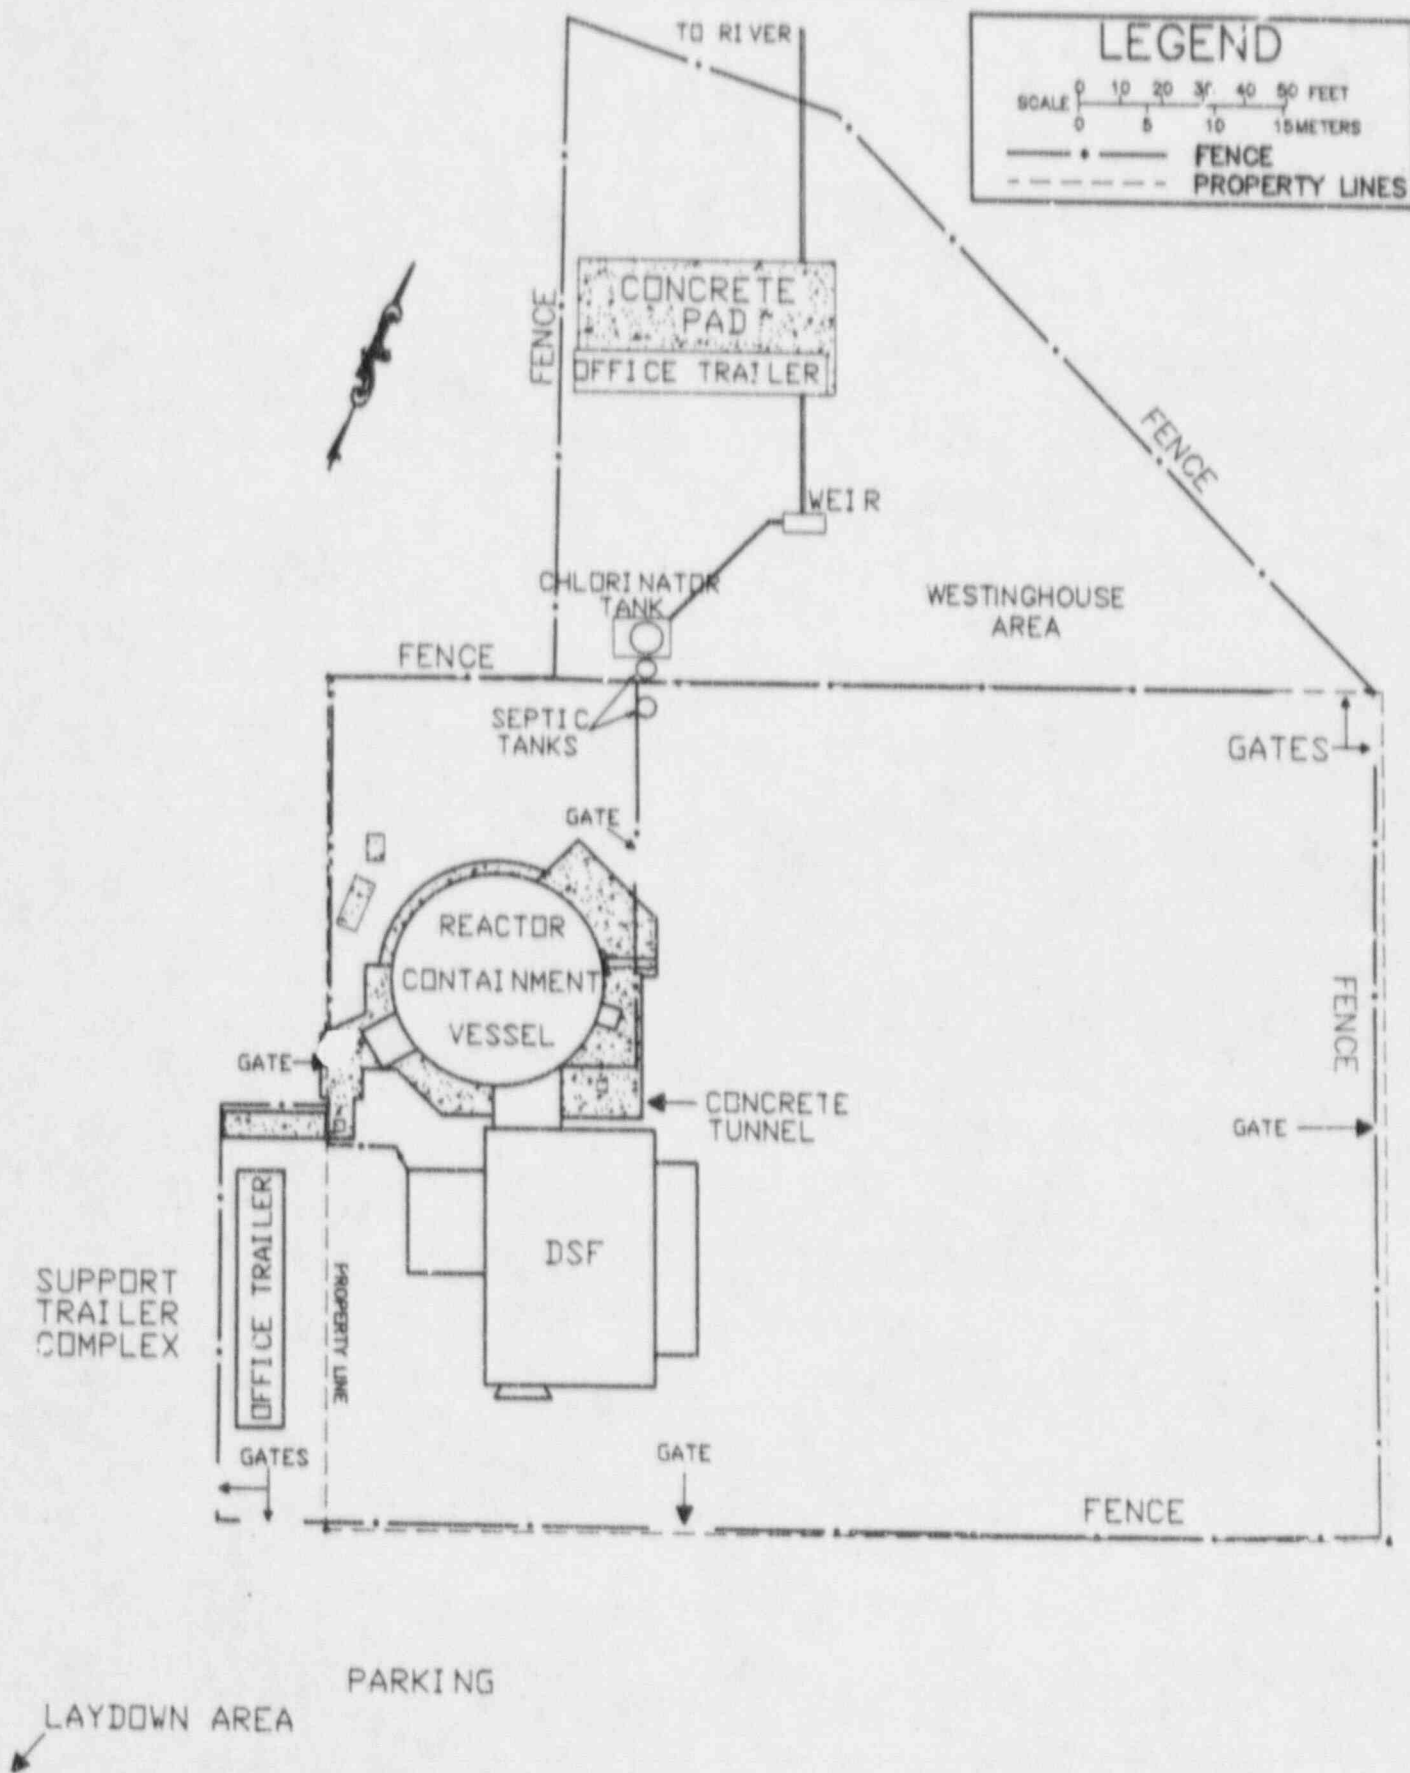 TO RIVER
LEGEND
SCALE
0 10 20 40 50 FEET
0 5 10 15 METERS
FENCE
PROPERTY LINES
CONCRETE
PAD
OFFICE TRAILER
FENCE
FENCE
WEIR
CHLORINATOR
TANK
WESTINGHOUSE
AREA
FENCE
SEPTIC
TANKS
GATES
GATE
REACTOR
CONTAINMENT
VESSEL
FENCE
GATE
CONCRETE
TUNNEL
GATE
OFFICE TRAILER
DSF
SUPPORT
TRAILER
COMPLEX
PROPERTY LINE
GATES
GATE
FENCE
PARKING
LAYDOWN AREA